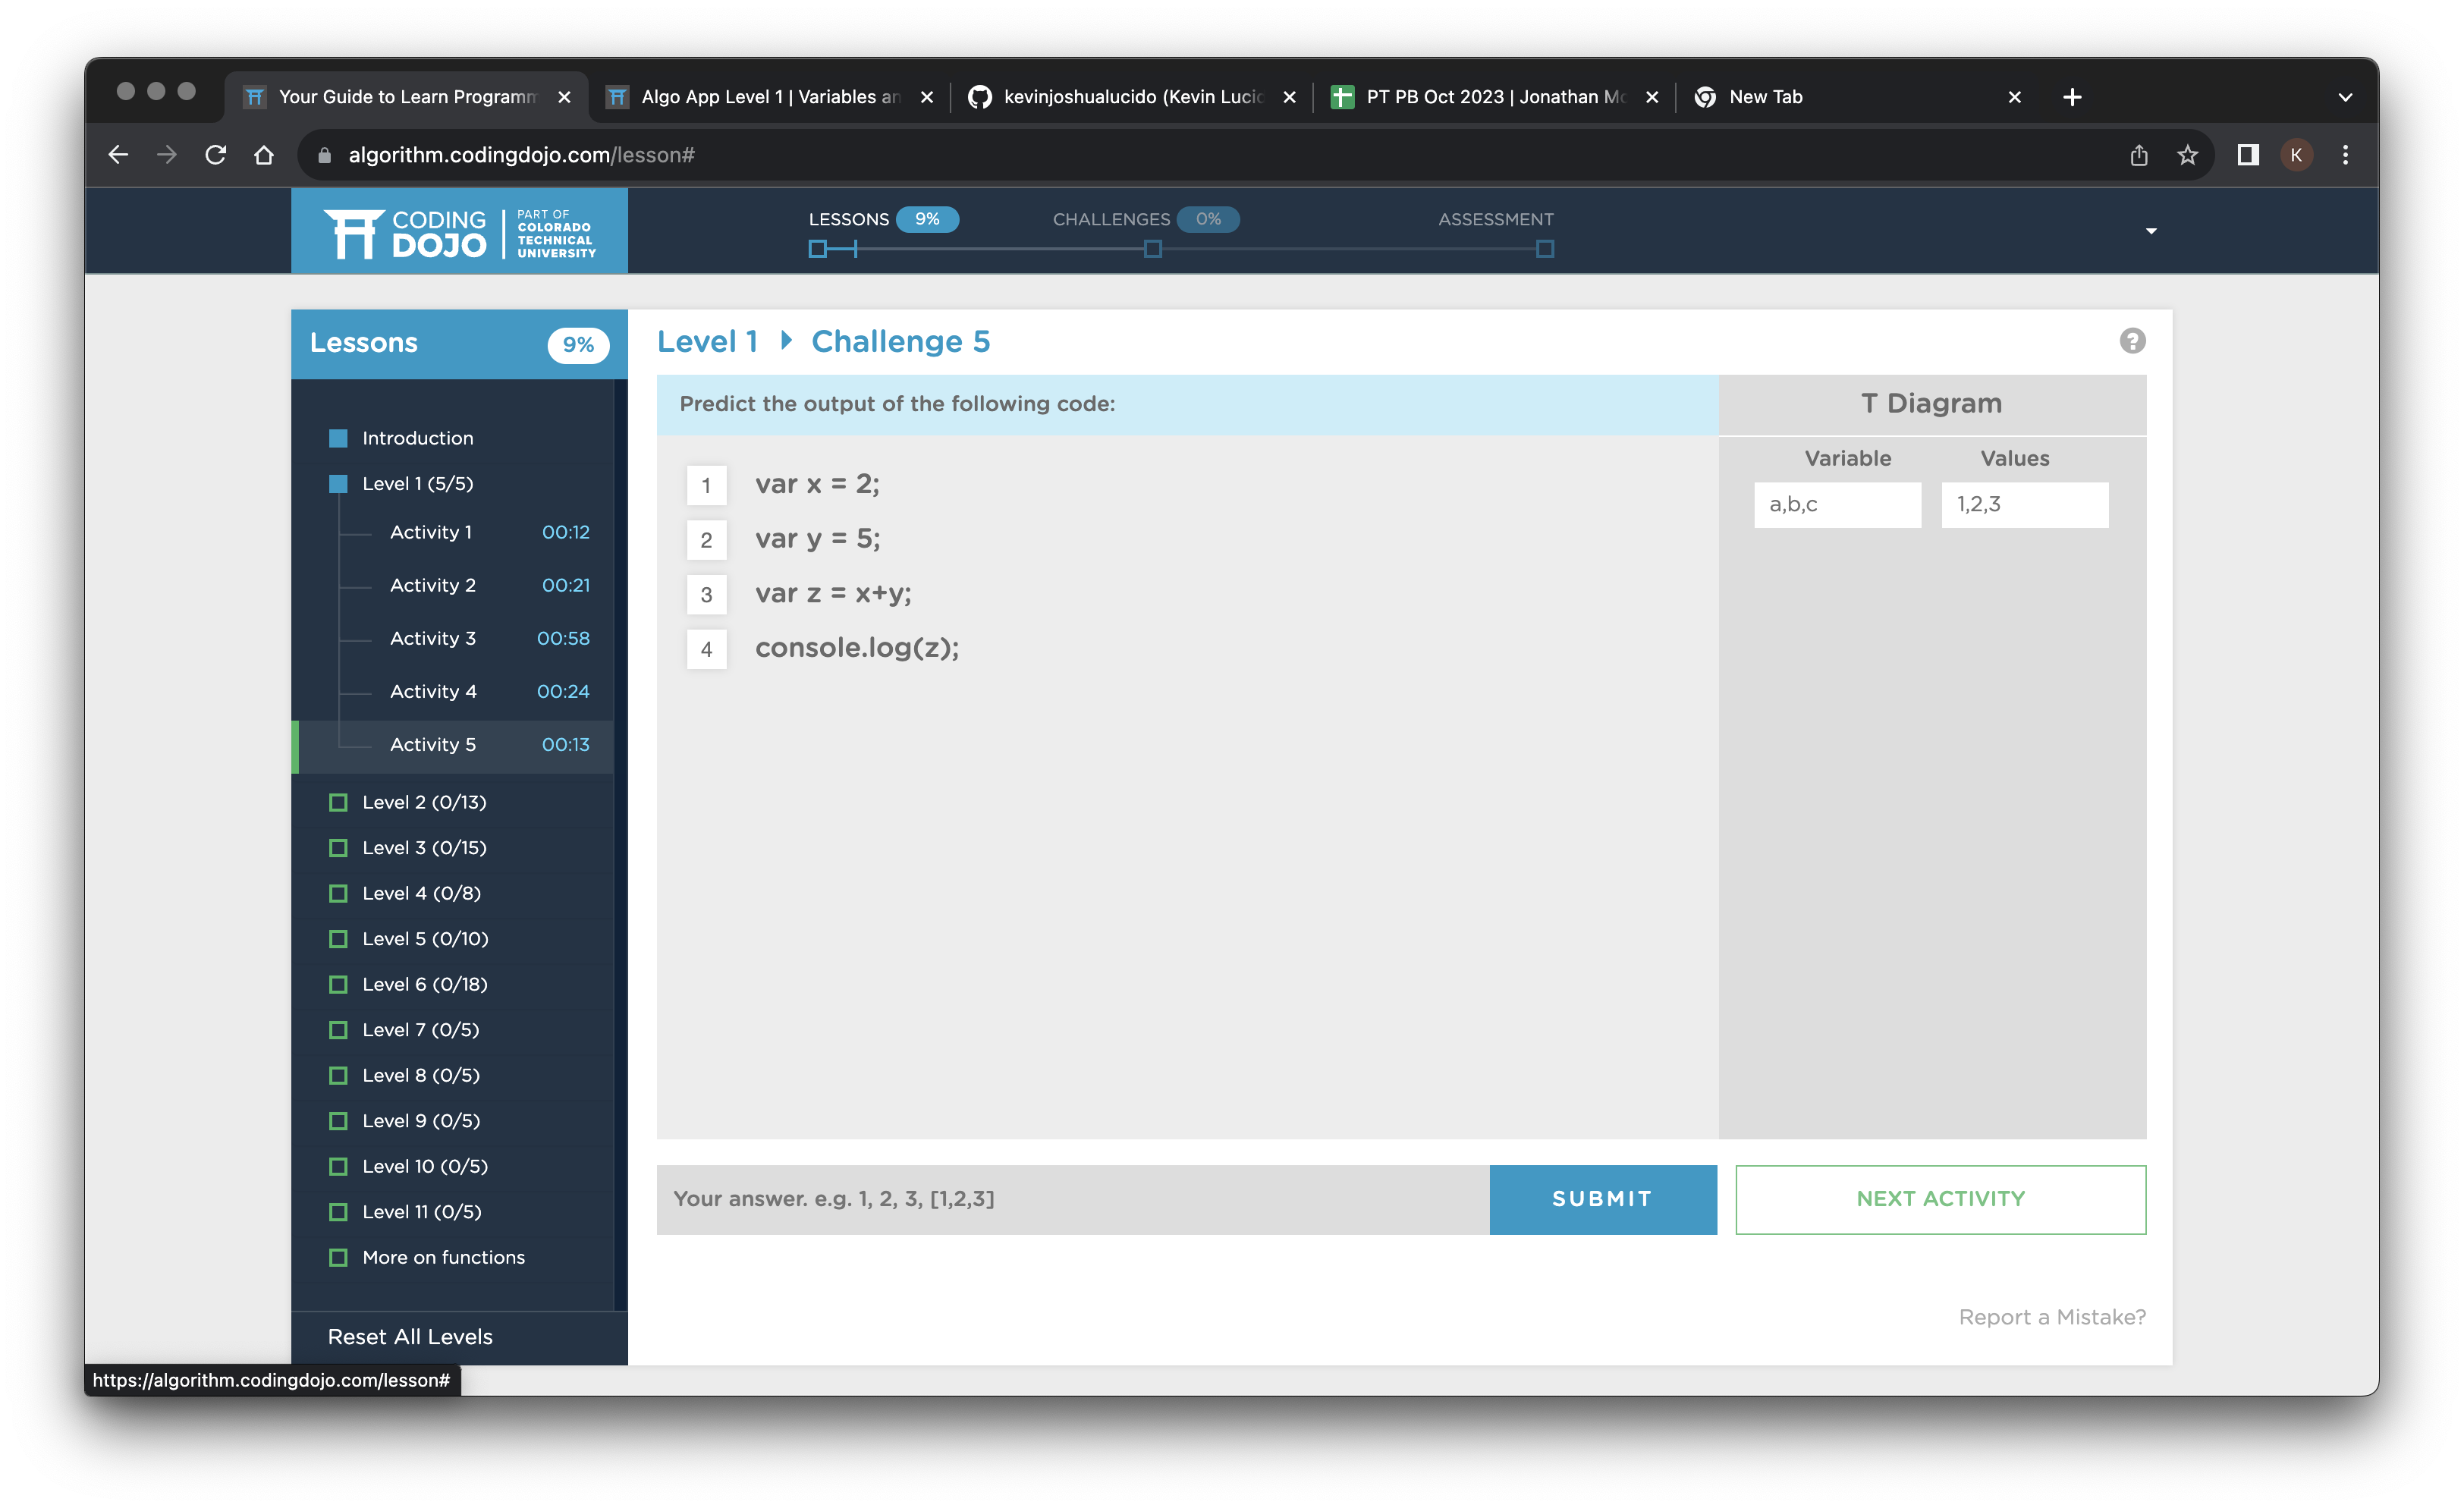 Your Guide to Learn Programm
Algo App Level 1 | Variables an
kevinjoshualucido (Kevin Lucid
PT PB Oct 2023 | Jonathan Mc
New Tab
algorithm.codingdojo.com/lesson#
K
CODING
DOJO
PART OF
COLORADO
TECHNICAL
UNIVERSITY
LESSONS 9%
CHALLENGES 0%
ASSESSMENT
Lessons 9%
Introduction
Level 1 (5/5)
Activity 1 00:12
Activity 2 00:21
Activity 3 00:58
Activity 4 00:24
Activity 5 00:13
Level 2 (0/13)
Level 3 (0/15)
Level 4 (0/8)
Level 5 (0/10)
Level 6 (0/18)
Level 7 (0/5)
Level 8 (0/5)
Level 9 (0/5)
Level 10 (0/5)
Level 11 (0/5)
More on functions
Reset All Levels
Level 1 Challenge 5
?
Predict the output of the following code:
1 var x = 2;
2 var y = 5;
3 var z = x+y;
4 console.log(z);
T Diagram
Variable Values
a,b,c 1,2,3
Your answer. e.g. 1, 2, 3, [1,2,3]
SUBMIT
NEXT ACTIVITY
Report a Mistake?
https://algorithm.codingdojo.com/lesson#